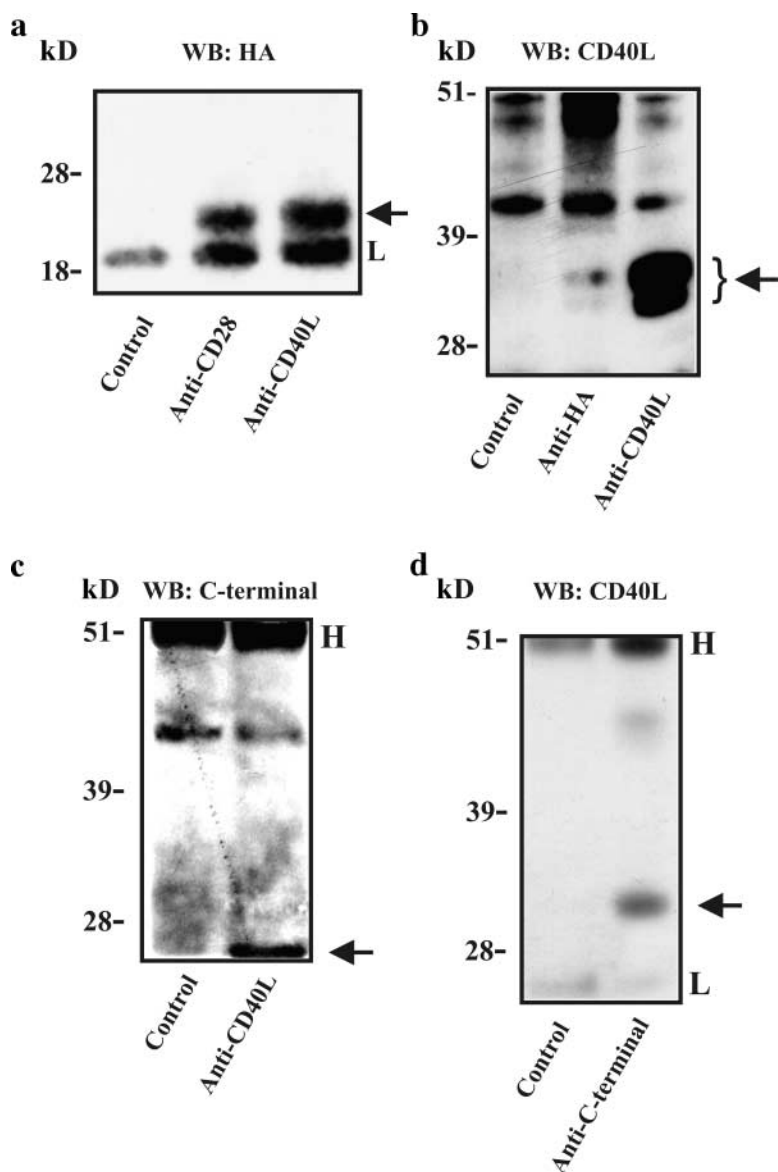 a
kD WB: HA
28-
18-
L
Control
Anti-CD28
Anti-CD40L
b
kD WB: CD40L
51-
39-
28-
}
Control
Anti-HA
Anti-CD40L
c
kD WB: C-terminal
51-
H
39-
28-
Control
Anti-CD40L
d
kD WB: CD40L
51-
H
39-
28-
L
Control
Anti-C-terminal